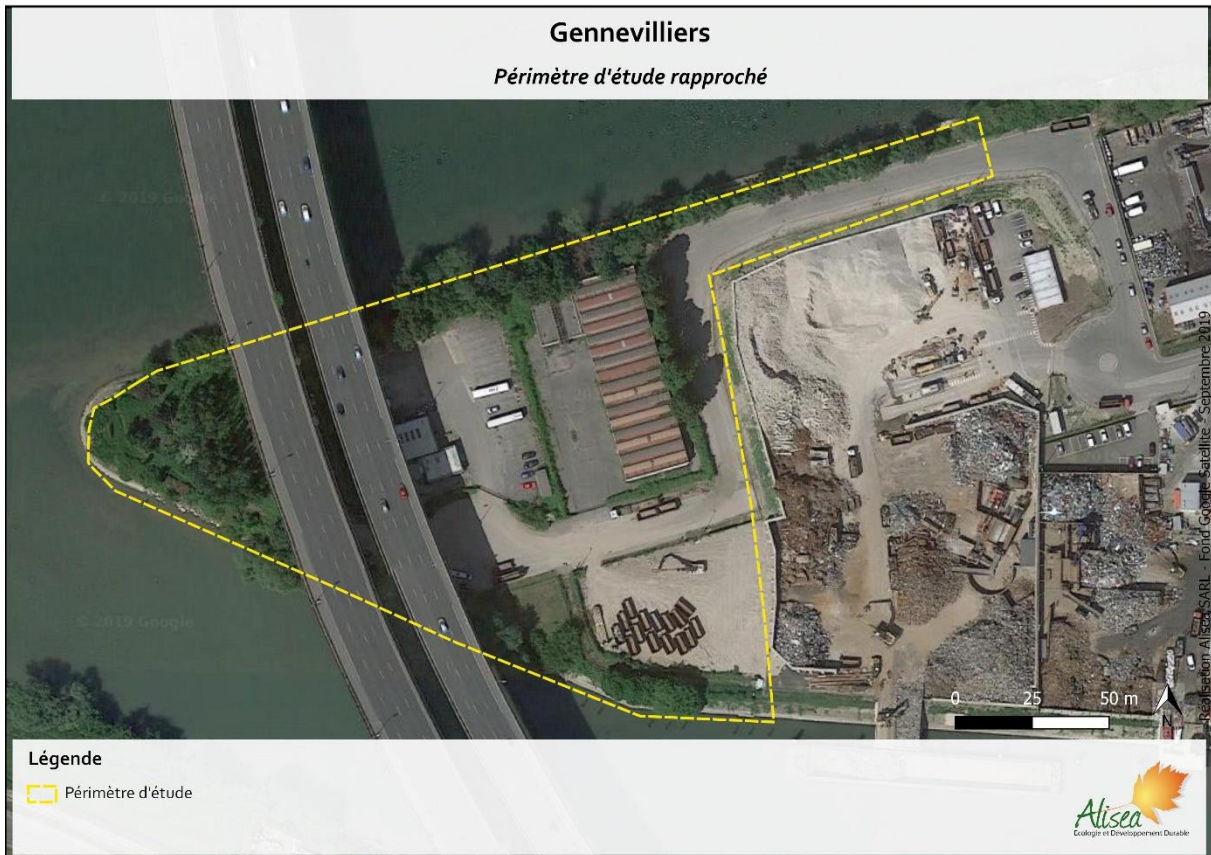 Gennevilliers
Périmètre d'étude rapproché
© 2019 Google
© 2019 Google
0 25 50 m
N
Réalisation Alisea SARL - Fond Google Satellite Septembre 2019
Légende
Périmètre d'étude
Alisea
Ecologie et Développement Durable